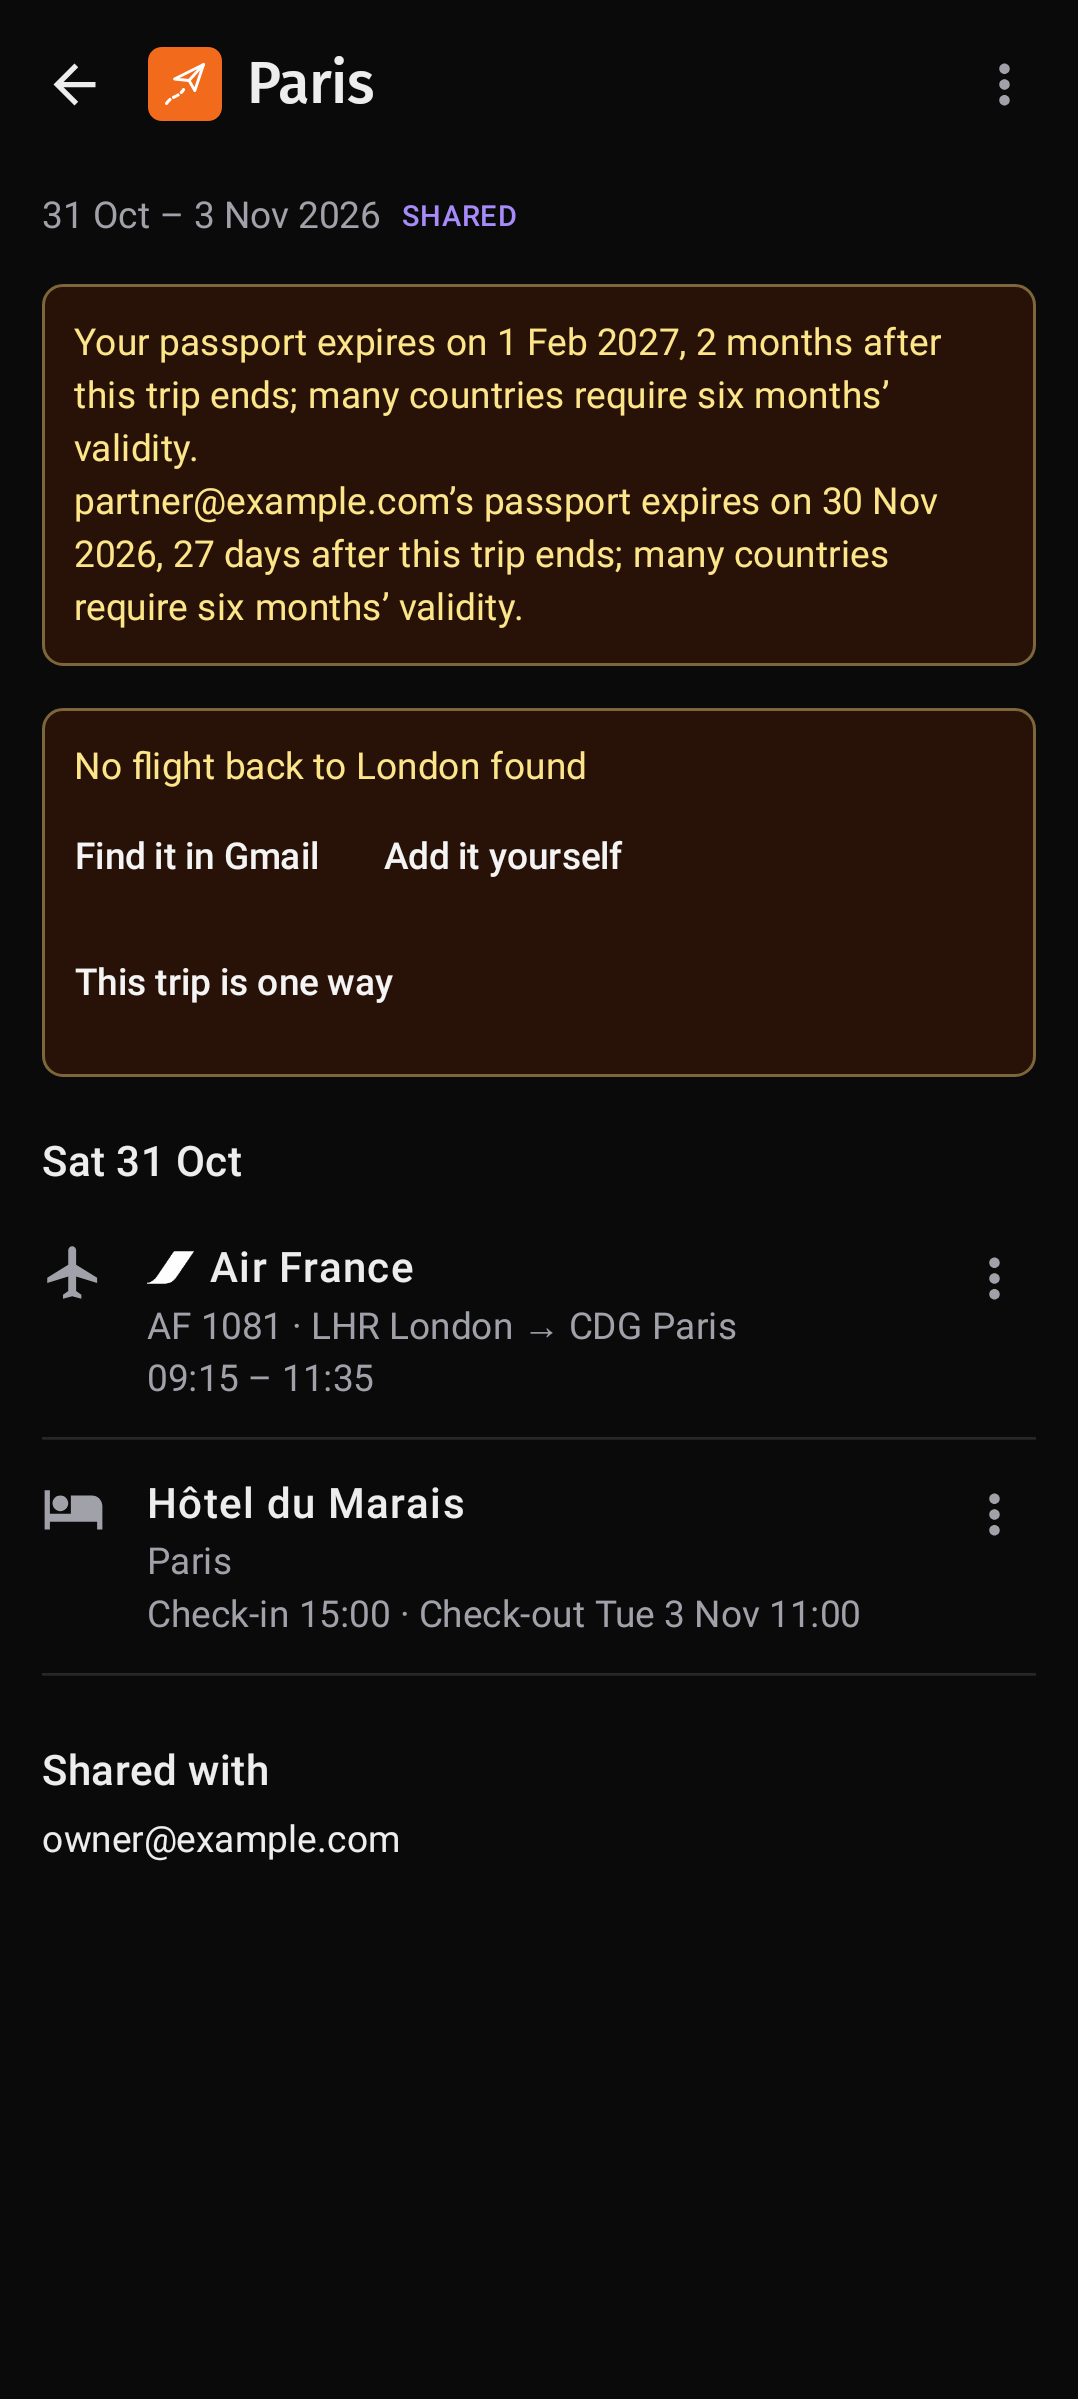 Paris
31 Oct – 3 Nov 2026 SHARED
Your passport expires on 1 Feb 2027, 2 months after
this trip ends; many countries require six months’
validity.
partner@example.com’s passport expires on 30 Nov
2026, 27 days after this trip ends; many countries
require six months’ validity.
No flight back to London found
Find it in Gmail Add it yourself
This trip is one way
Sat 31 Oct
Air France
AF 1081 · LHR London → CDG Paris
09:15 – 11:35
Hôtel du Marais
Paris
Check-in 15:00 · Check-out Tue 3 Nov 11:00
Shared with
owner@example.com